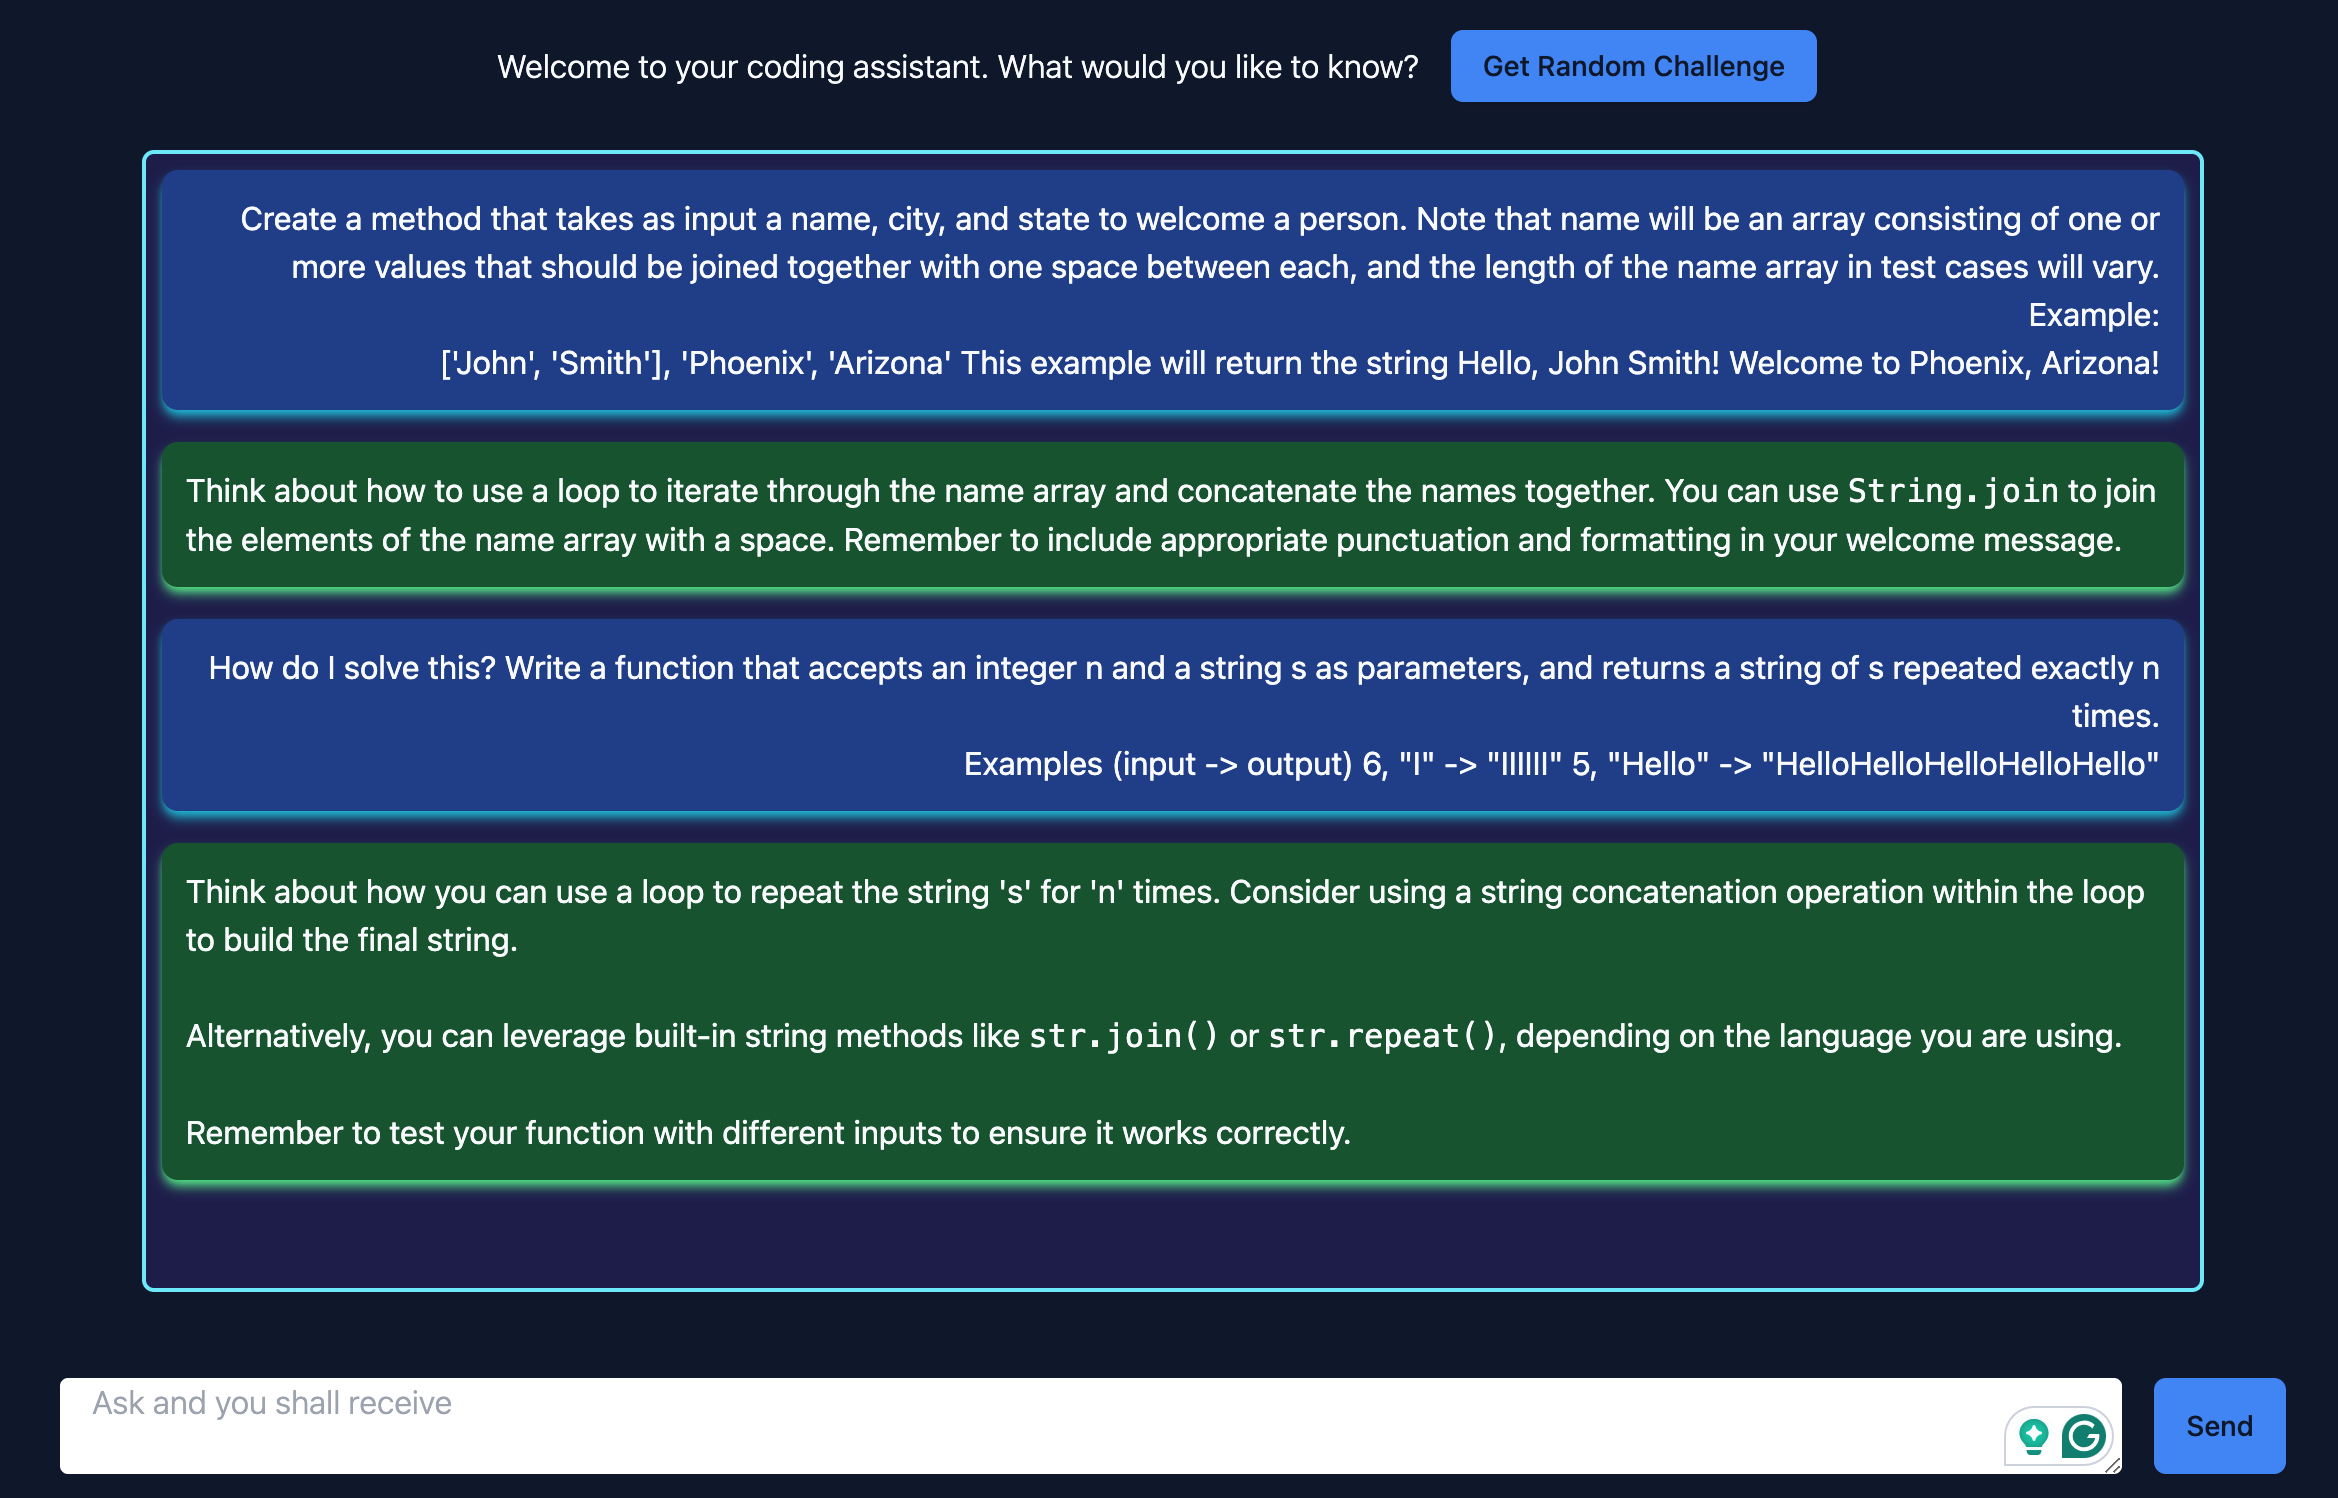 Welcome to your coding assistant. What would you like to know?
Get Random Challenge
Create a method that takes as input a name, city, and state to welcome a person. Note that name will be an array consisting of one or
more values that should be joined together with one space between each, and the length of the name array in test cases will vary.
Example:
['John', 'Smith'], 'Phoenix', 'Arizona' This example will return the string Hello, John Smith! Welcome to Phoenix, Arizona!
Think about how to use a loop to iterate through the name array and concatenate the names together. You can use String.join to join
the elements of the name array with a space. Remember to include appropriate punctuation and formatting in your welcome message.
How do I solve this? Write a function that accepts an integer n and a string s as parameters, and returns a string of s repeated exactly n
times.
Examples (input -> output) 6, "I" -> "IIIIII" 5, "Hello" -> "HelloHelloHelloHelloHello"
Think about how you can use a loop to repeat the string 's' for 'n' times. Consider using a string concatenation operation within the loop
to build the final string.
Alternatively, you can leverage built-in string methods like str.join() or str.repeat(), depending on the language you are using.
Remember to test your function with different inputs to ensure it works correctly.
Ask and you shall receive
Send